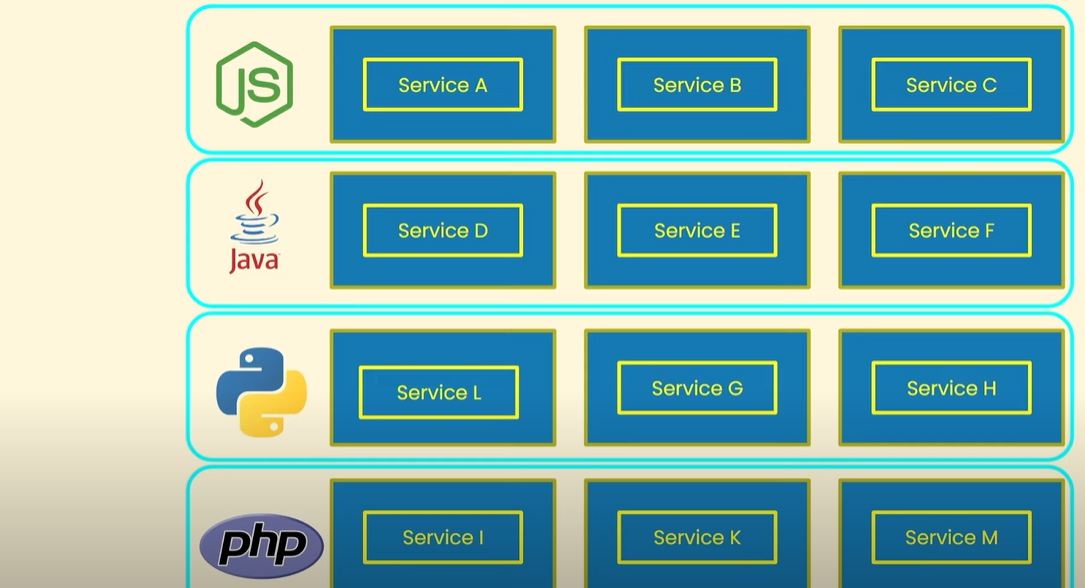 JS
Service A
Service B
Service C
Java
Service D
Service E
Service F
Service L
Service G
Service H
php
Service I
Service K
Service M